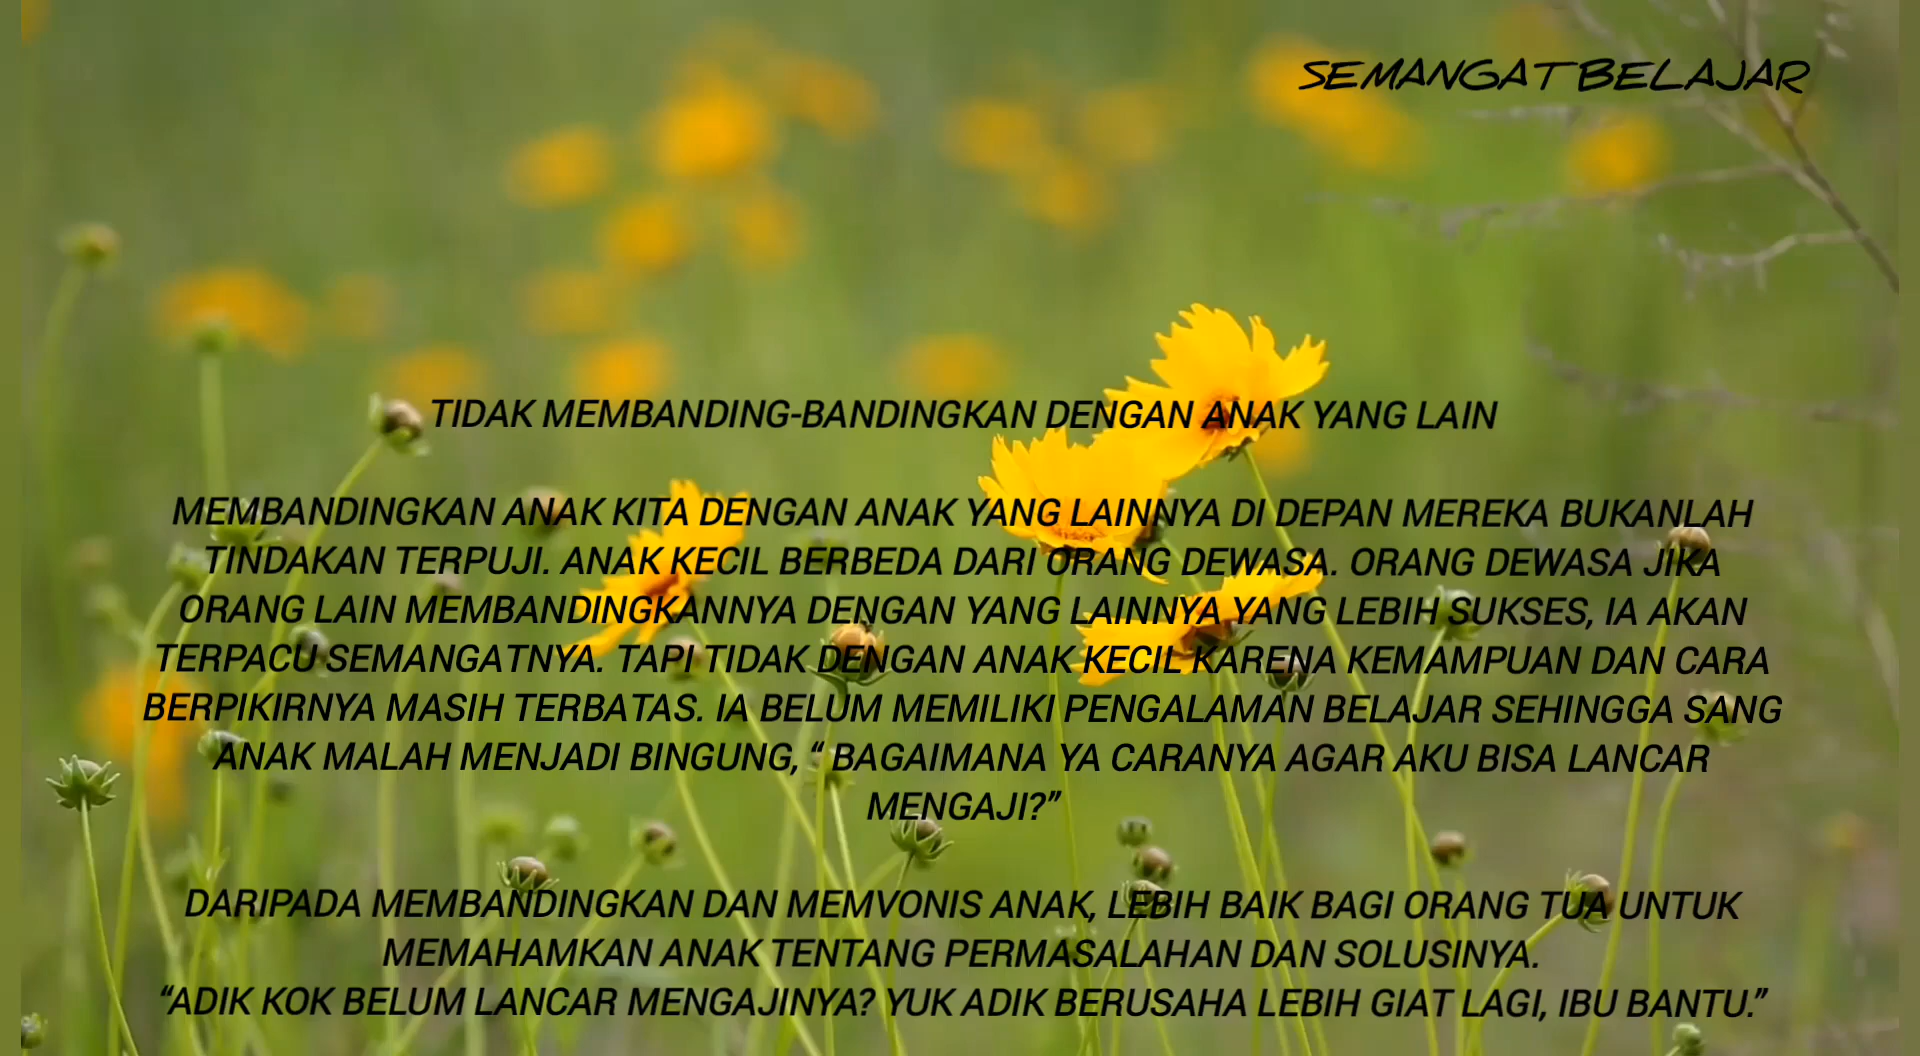 SEMANGAT BELAJAR
TIDAK MEMBANDING-BANDINGKAN DENGAN ANAK YANG LAIN
MEMBANDINGKAN ANAK KITA DENGAN ANAK YANG LAINNYA DI DEPAN MEREKA BUKANLAH
TINDAKAN TERPUJI. ANAK KECIL BERBEDA DARI ORANG DEWASA. ORANG DEWASA JIKA
ORANG LAIN MEMBANDINGKANNYA DENGAN YANG LAINNYA YANG LEBIH SUKSES, IA AKAN
TERPACU SEMANGATNYA. TAPI TIDAK DENGAN ANAK KECIL KARENA KEMAMPUAN DAN CARA
BERPIKIRNYA MASIH TERBATAS. IA BELUM MEMILIKI PENGALAMAN BELAJAR SEHINGGA SANG
ANAK MALAH MENJADI BINGUNG, “ BAGAIMANA YA CARANYA AGAR AKU BISA LANCAR
MENGAJI?”
DARIPADA MEMBANDINGKAN DAN MEMVONIS ANAK, LEBIH BAIK BAGI ORANG TUA UNTUK
MEMAHAMKAN ANAK TENTANG PERMASALAHAN DAN SOLUSINYA.
“ADIK KOK BELUM LANCAR MENGAJINYA? YUK ADIK BERUSAHA LEBIH GIAT LAGI, IBU BANTU.”